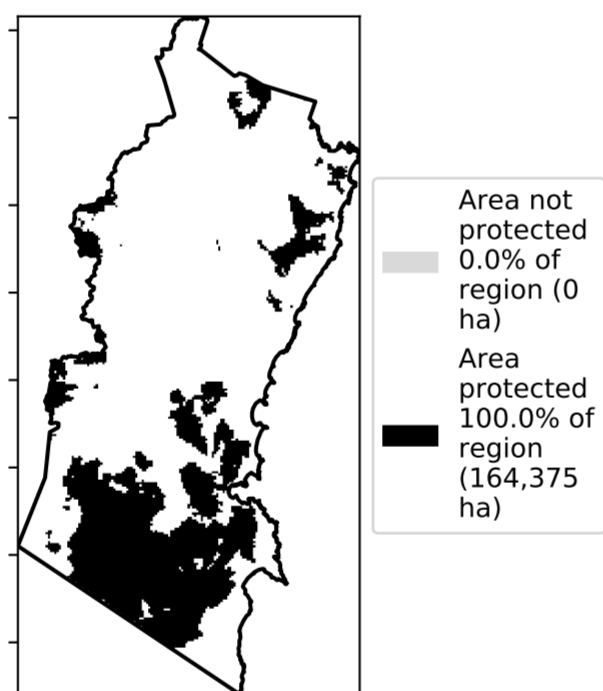 Area not
protected
0.0% of
region (0
ha)
Area
protected
100.0% of
region
(164,375
ha)